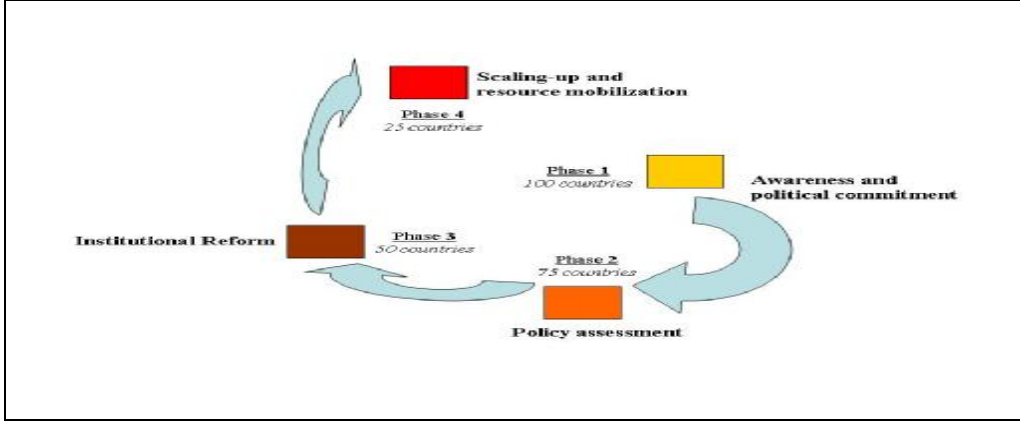 Scaling-up and
resource mobilization
Phase 4
25 countries
Phase 1
100 countries
Awareness and
political commitment
Institutional Reform
Phase 3
50 countries
Phase 2
75 countries
Policy assessment